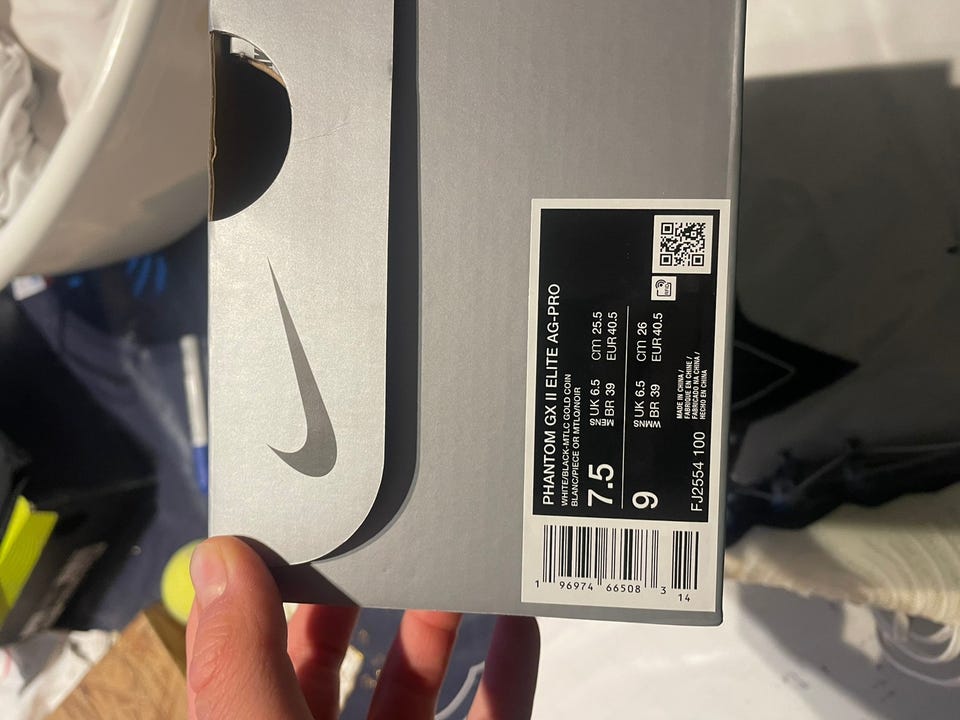 PHANTOM GX II ELITE AG-PRO
WHITE/BLACK-MTLC GOLD COIN
BLANC/PIECE OR MTLQ/NOIR
7.5 MENS UK 6.5 cm 25.5
BR 39 EUR 40.5
9 WMNS UK 6.5 cm 26
BR 39 EUR 40.5
MADE IN CHINA /
FABRIQUÉ EN CHINE /
FABRICADO NA CHINA /
HECHO EN CHINA
FJ2554 100
1 96974 66508 3 14